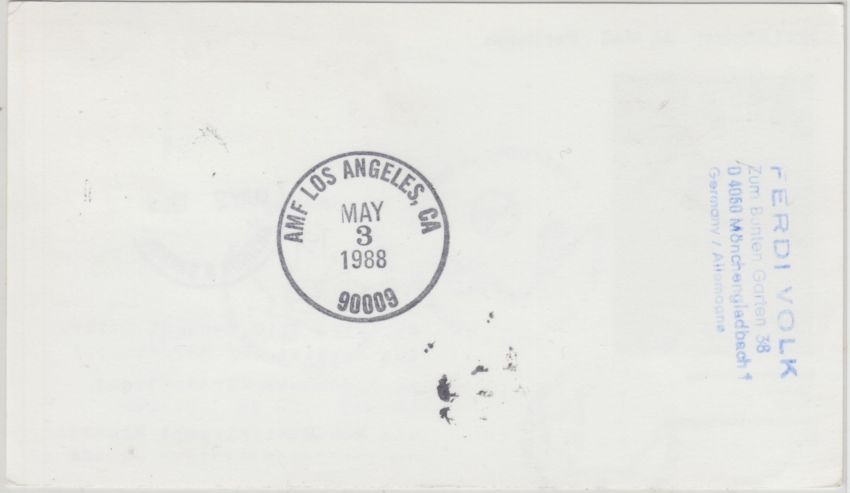 AMF LOS ANGELES, CA
MAY
3
1988
90009
FERDI VOLK
Zum Bunten Garten 38
D 4050 Mönchengladbach 1
Germany / Allemagne